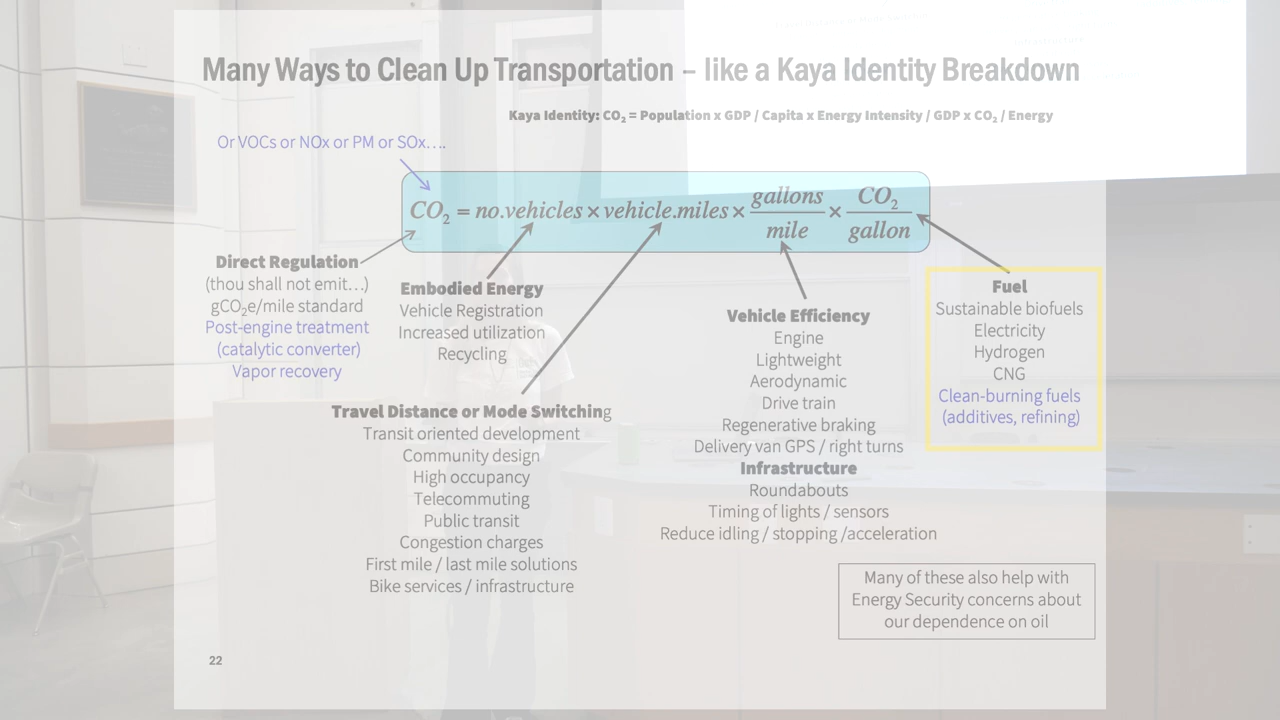 Many Ways to Clean Up Transportation – like a Kaya Identity Breakdown
Kaya Identity: CO₂ = Population x GDP / Capita x Energy Intensity / GDP x CO₂ / Energy
Or VOCs or NOx or PM or SOx….
CO₂ = no.vehicles × vehicle.miles × gallons/mile × CO₂/gallon
Direct Regulation
(thou shall not emit…)
gCO₂e/mile standard
Post-engine treatment
(catalytic converter)
Vapor recovery
Embodied Energy
Vehicle Registration
Increased utilization
Recycling
Travel Distance or Mode Switching
Transit oriented development
Community design
High occupancy
Telecommuting
Public transit
Congestion charges
First mile / last mile solutions
Bike services / infrastructure
Vehicle Efficiency
Engine
Lightweight
Aerodynamic
Drive train
Regenerative braking
Delivery van GPS / right turns
Infrastructure
Roundabouts
Timing of lights / sensors
Reduce idling / stopping /acceleration
Fuel
Sustainable biofuels
Electricity
Hydrogen
CNG
Clean-burning fuels
(additives, refining)
Many of these also help with
Energy Security concerns about
our dependence on oil
22